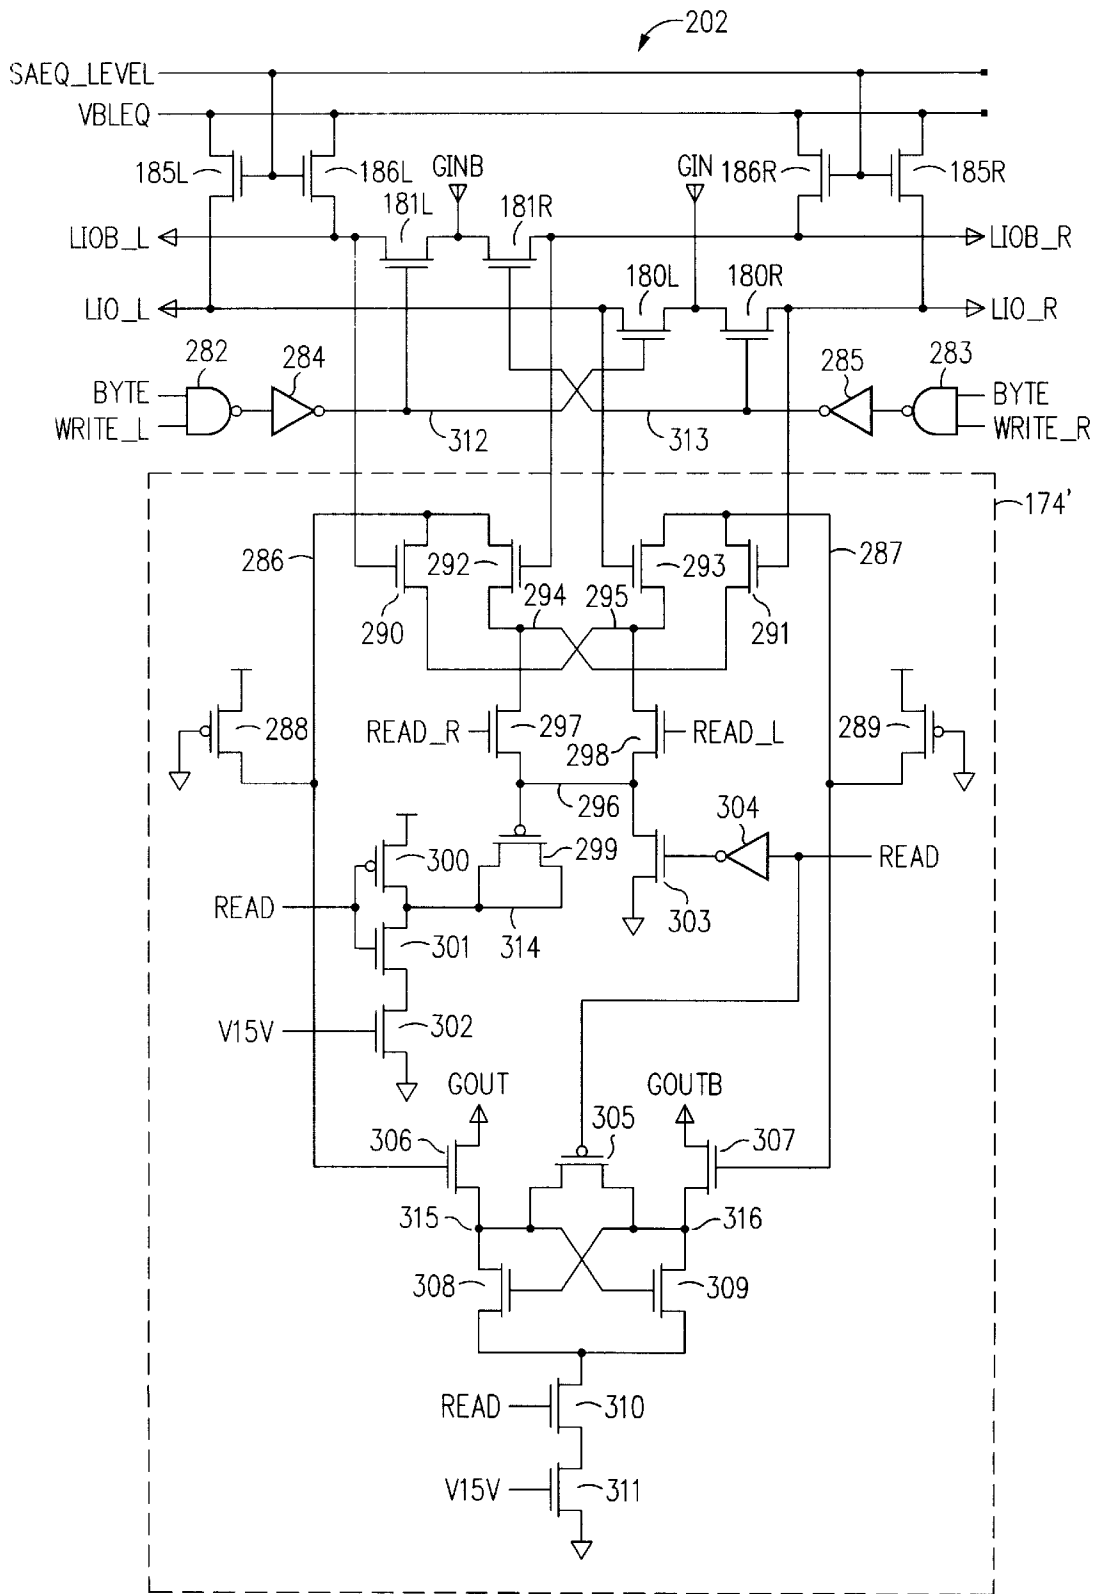 202
SAEQ_LEVEL
VBLEQ
185L
186L
GINB
GIN
186R
185R
181L
181R
LIOB_L
LIOB_R
180L
180R
LIO_L
LIO_R
282
284
285
283
BYTE
BYTE
WRITE_L
312
313
WRITE_R
174'
286
292
293
287
290
294
295
291
288
READ_R
297
298
READ_L
289
296
304
300
299
READ
READ
301
314
303
V15V
302
GOUT
GOUTB
306
305
307
315
316
308
309
READ
310
V15V
311